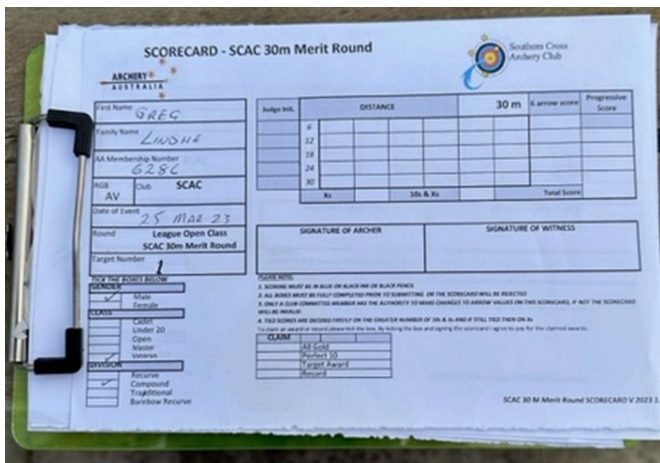 SCORECARD - SCAC 30m Merit Round
Southern Cross
Archery Club
ARCHERY
AUSTRALIA
First Name
GREG
Family Name
LINDHE
AA Membership Number
RGB
AV
Club
SCAC
Date of Event
25 MAR 23
Round
League Open Class
SCAC 30m Merit Round
Target Number
1
Judge Init.
DISTANCE
30 m
6 arrow score
Progressive
Score
6
12
18
24
30
Xs
10s & Xs
Total Score
SIGNATURE OF ARCHER
SIGNATURE OF WITNESS
TICK THE BOXES BELOW
GENDER
Male
Female
CLASS
Cadet
Under 20
Open
Master
Veteran
DIVISION
Recurve
Compound
Traditional
Barebow Recurve
PLEASE NOTE:
1. SCORING MUST BE IN BLUE OR BLACK INK OR BLACK PENCIL
2. ALL BOXES MUST BE FULLY COMPLETED PRIOR TO SUBMITTING OR THE SCORECARD WILL BE REJECTED
3. ONLY A CLUB COMMITTEE MEMBER HAS THE AUTHORITY TO MAKE CHANGES TO ARROW VALUES ON THIS SCORECARD, IF NOT THE SCORECARD
WILL BE INVALID
4. TIED SCORES ARE DECIDED FIRSTLY ON THE GREATER NUMBER OF 10s & Xs AND IF STILL TIED THEN ON Xs
To claim an award or record please tick the box. By ticking the box and signing the scorecard I agree to pay for the claimed awards.
CLAIM
All Gold
Perfect 10
Target Award
Record
SCAC 30 M Merit Round SCORECARD V 2023 1.